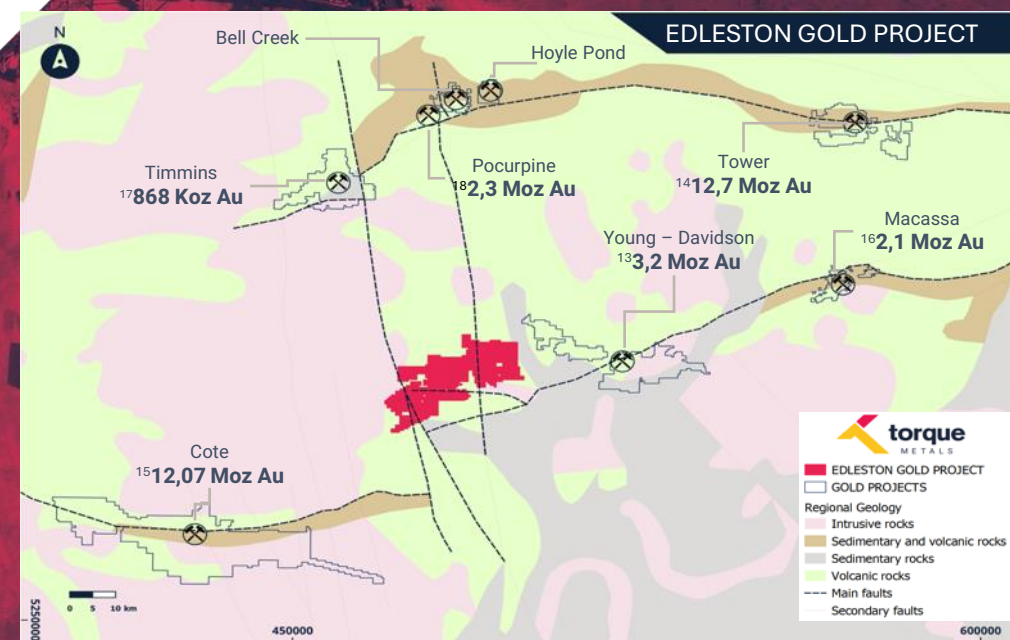 EDLESTON GOLD PROJECT
N
Bell Creek
Hoyle Pond
Timmins
17868 Koz Au
Pocurpine
182,3 Moz Au
Tower
1412,7 Moz Au
Young – Davidson
133,2 Moz Au
Macassa
162,1 Moz Au
Cote
1512,07 Moz Au
torque
METALS
EDLESTON GOLD PROJECT
GOLD PROJECTS
Regional Geology
Intrusive rocks
Sedimentary and volcanic rocks
Sedimentary rocks
Volcanic rocks
Main faults
Secondary faults
0 5 10 km
5250000
450000
600000